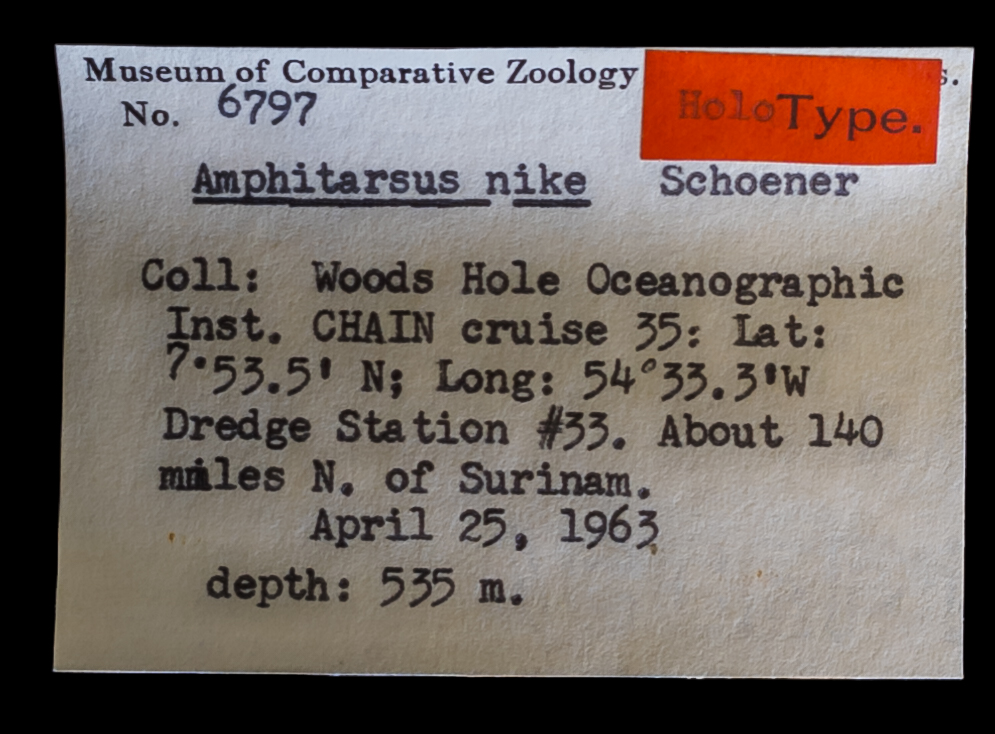 Museum of Comparative Zoology s.
HoloType.
No. 6797
Amphitarsus nike Schoener
Coll: Woods Hole Oceanographic
Inst. CHAIN cruise 35: Lat:
7°53.5' N; Long: 54°33.3'W
Dredge Station #33. About 140
miles N. of Surinam.
April 25, 1963
depth: 535 m.